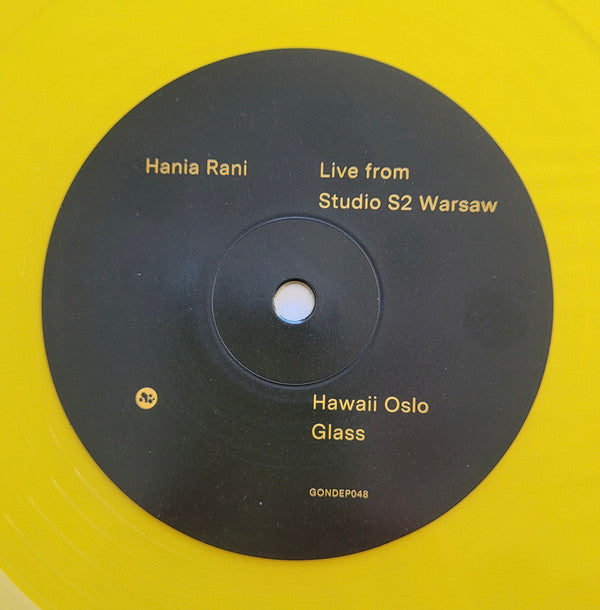 Hania Rani
Live from
Studio S2 Warsaw
Hawaii Oslo
Glass
GONDEP048